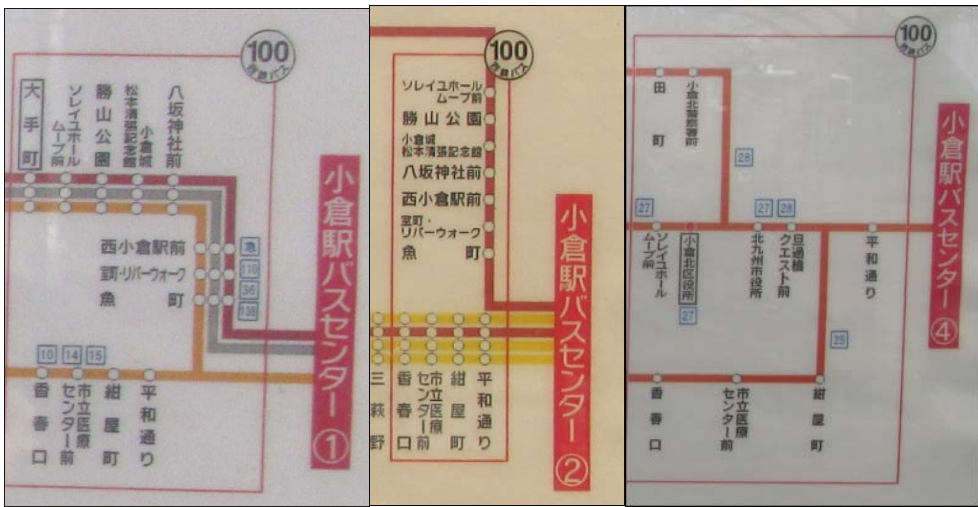 100
西鉄バス
大手町
ソレイユホール
ムーブ前
勝山公園
松本清張記念館
小倉城
八坂神社前
西小倉駅前
室町・リバーウォーク
魚町
急
110
36
138
10
14
15
香春口
市立医療
センター前
紺屋町
平和通り
小倉駅バスセンター①
100
西鉄バス
ソレイユホール
ムーブ前
勝山公園
小倉城
松本清張記念館
八坂神社前
西小倉駅前
室町・
リバーウォーク
魚町
三萩野
香春口
市立医療
センター前
紺屋町
平和通り
小倉駅バスセンター②
100
西鉄バス
田町
小倉北警察署前
28
27
27
28
ソレイユホール
ムーブ前
小倉北区役所
27
北九州市役所
旦過橋
クエスト前
平和通り
25
香春口
市立医療
センター前
紺屋町
小倉駅バスセンター④